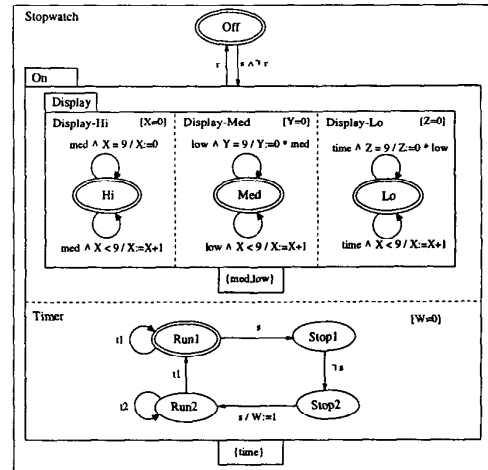 Stopwatch
Off
r
s ∧ ¬ r
On
Display
Display-Hi [X=0]
Display-Med [Y=0]
Display-Lo [Z=0]
med ∧ X = 9 / X:=0
low ∧ Y = 9 / Y:=0 * med
time ∧ Z = 9 / Z:=0 * low
Hi
Med
Lo
med ∧ X < 9 / X:=X+1
low ∧ X < 9 / X:=X+1
time ∧ X < 9 / X:=X+1
{med,low}
Timer [W=0]
t1
Run1
s
Stop1
t1
¬ s
t2
Run2
s / W:=1
Stop2
{time}